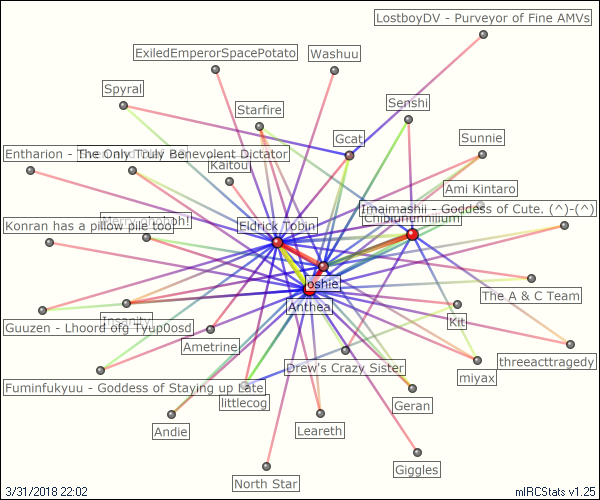 LostboyDV - Purveyor of Fine AMVs
ExiledEmperorSpacePotato
Washuu
Spyral
Starfire
Senshi
Gcat
Sunnie
Entharion - The Only Truly Benevolent Dictator
Kaitou
Ami Kintaro
Imaimashii - Goddess of Cute. (^)-(^)
Konran has a pillow pile too
Eldrick Tobin
oshie
The A & C Team
Anthea
Insanity
Guuzen - Lhoord ofg Tyup0osd
Kit
Ametrine
threeacttragedy
Drew's Crazy Sister
miyax
Fuminfukyuu - Goddess of Staying up Late
littlecog
Geran
Andie
Leareth
Giggles
North Star
3/31/2018 22:02
mIRCStats v1.25